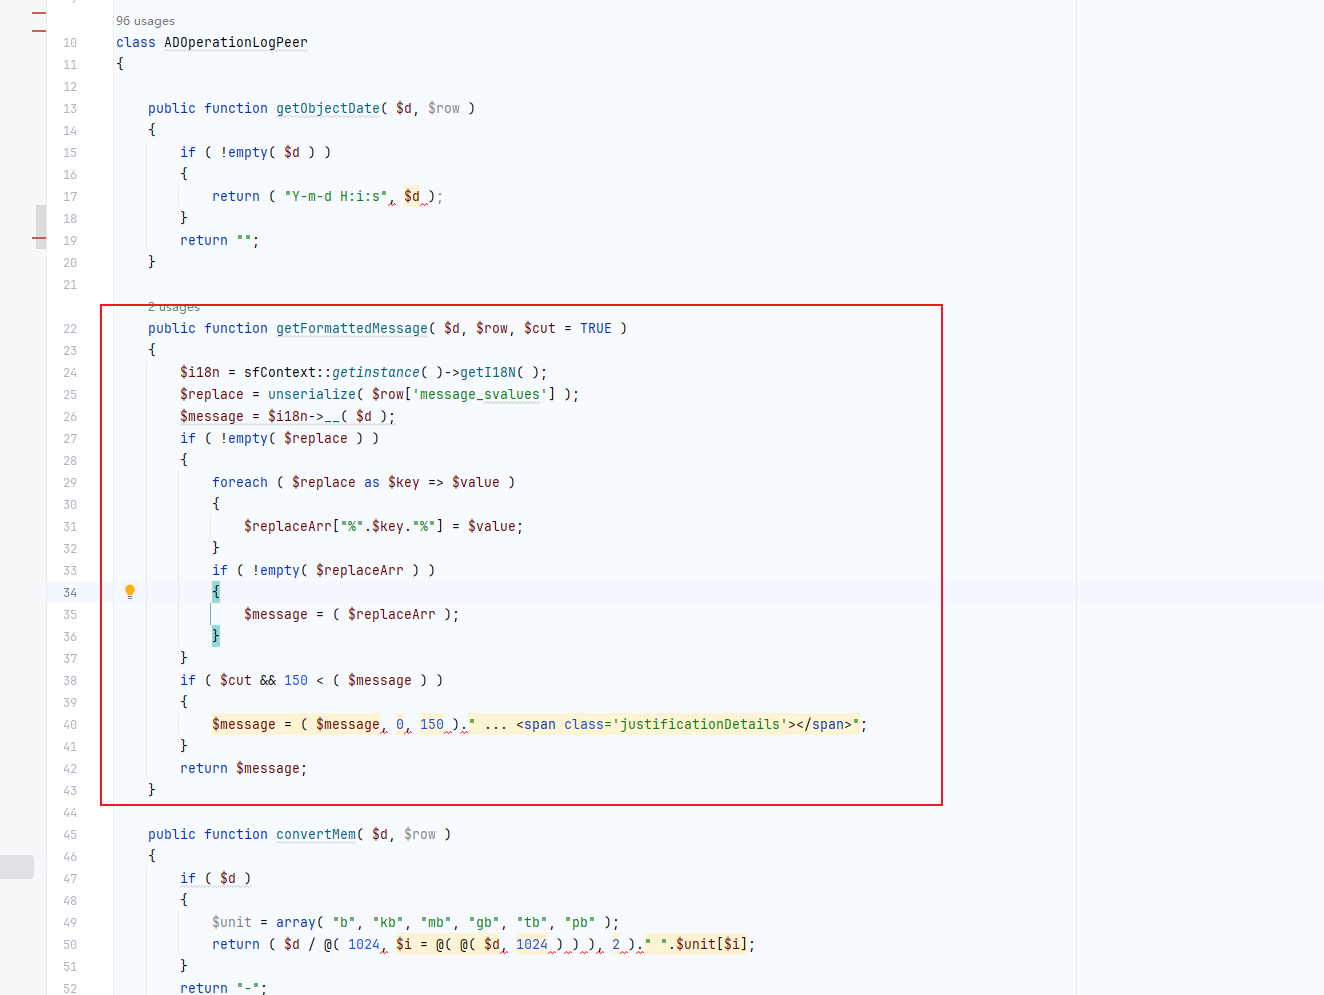 96 usages
10 class ADOperationLogPeer
11 {
12
13 public function getObjectDate( $d, $row )
14 {
15 if ( !empty( $d ) )
16 {
17 return ( "Y-m-d H:i:s", $d );
18 }
19 return "";
20 }
21
2 usages
22 public function getFormattedMessage( $d, $row, $cut = TRUE )
23 {
24 $i18n = sfContext::getinstance( )->getI18N( );
25 $replace = unserialize( $row['message_svalues'] );
26 $message = $i18n->__( $d );
27 if ( !empty( $replace ) )
28 {
29 foreach ( $replace as $key => $value )
30 {
31 $replaceArr["%".$key."%"] = $value;
32 }
33 if ( !empty( $replaceArr ) )
34 {
35 $message = ( $replaceArr );
36 }
37 }
38 if ( $cut && 150 < ( $message ) )
39 {
40 $message = ( $message, 0, 150 )." ... <span class='justificationDetails'></span>";
41 }
42 return $message;
43 }
44
45 public function convertMem( $d, $row )
46 {
47 if ( $d )
48 {
49 $unit = array( "b", "kb", "mb", "gb", "tb", "pb" );
50 return ( $d / @( 1024, $i = @( @( $d, 1024 ) ) ), 2 )." ".$unit[$i];
51 }
52 return "-";